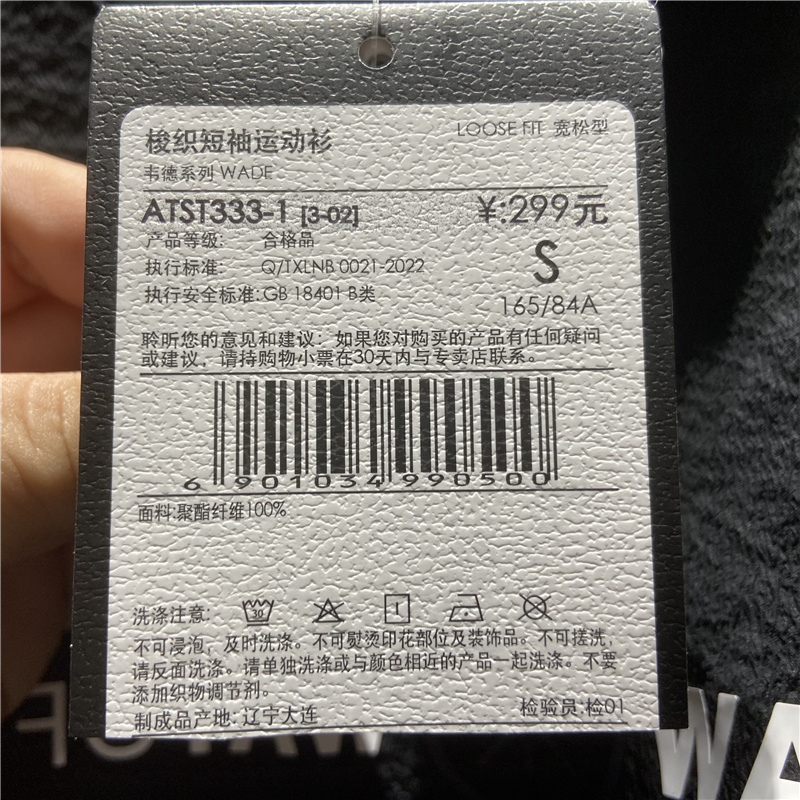 梭织短袖运动衫
LOOSE FIT 宽松型
韦德系列 WADE
ATST333-1 [3-02]
¥:299元
产品等级: 合格品
S
执行标准: Q/TXLNB 0021-2022
执行安全标准:GB 18401 B类
165/84A
聆听您的意见和建议：如果您对购买的产品有任何疑问
或建议，请持购物小票在30天内与专卖店联系。
6 901034 990500
面料:聚酯纤维100%
洗涤注意:
30
不可浸泡，及时洗涤。不可熨烫印花部位及装饰品。不可搓洗，
请反面洗涤。请单独洗涤或与颜色相近的产品一起洗涤。不要
添加织物调节剂。
制成品产地: 辽宁大连
检验员:检01
WA